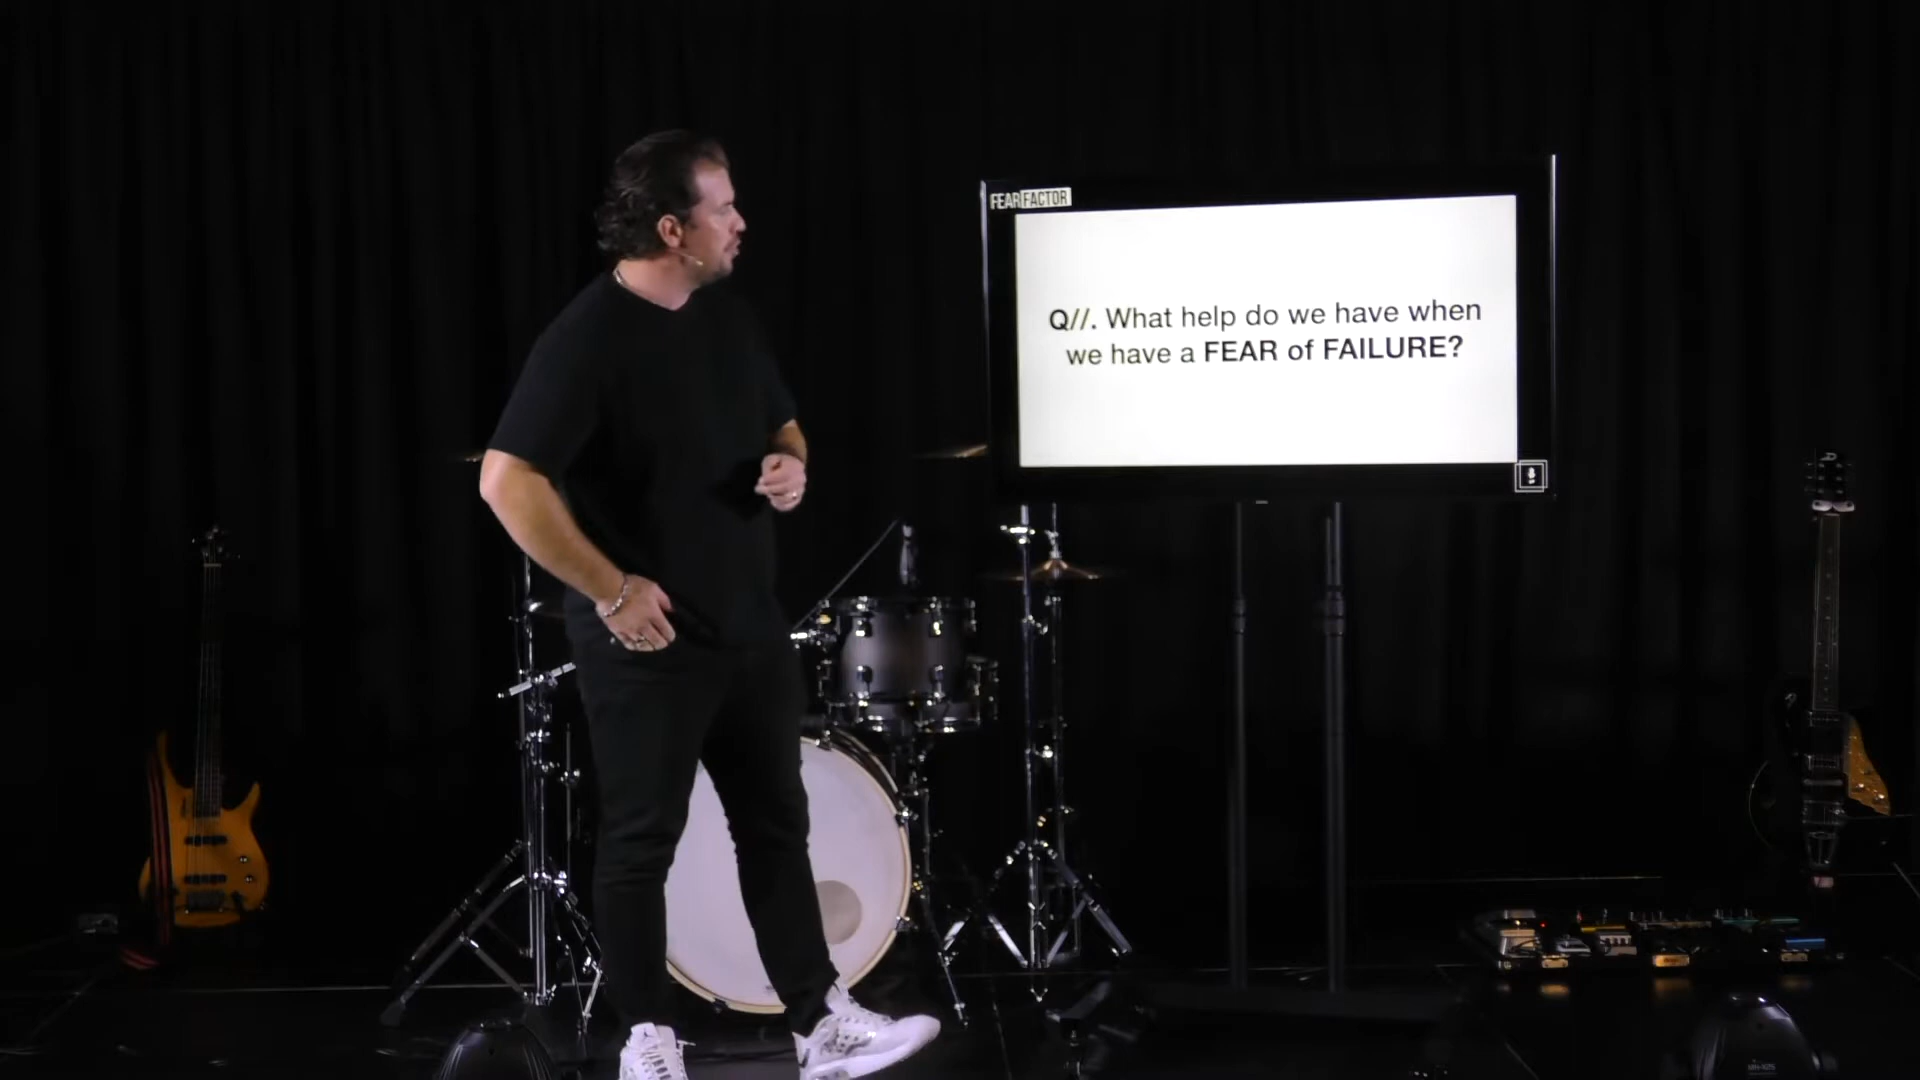 FEAR FACTOR
Q//. What help do we have when
we have a FEAR of FAILURE?